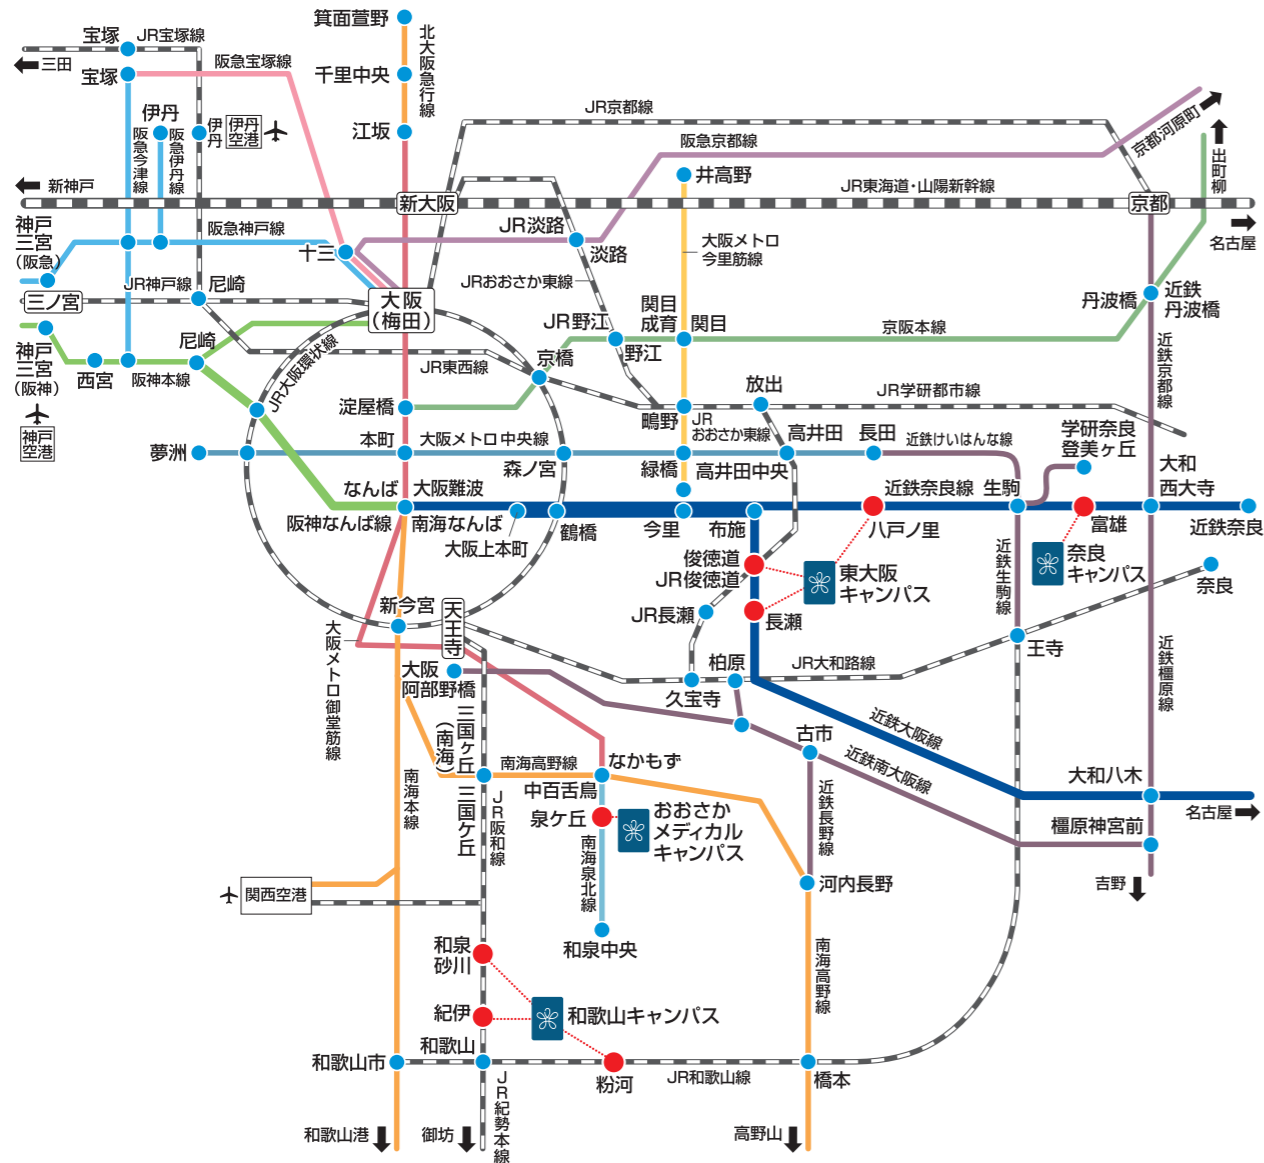 箕面萱野
北大阪急行線
宝塚
JR宝塚線
三田
宝塚
阪急宝塚線
千里中央
伊丹
阪急今津線
阪急伊丹線
伊丹
伊丹
空港
江坂
JR京都線
阪急京都線
京都河原町
出町柳
新神戸
井高野
JR東海道・山陽新幹線
新大阪
京都
名古屋
神戸
三宮
(阪急)
阪急神戸線
十三
JR淡路
淡路
大阪メトロ
今里筋線
JRおおさか東線
JR神戸線
尼崎
三ノ宮
大阪
(梅田)
丹波橋
近鉄
丹波橋
関目
成育
関目
JR野江
野江
京阪本線
神戸
三宮
(阪神)
神戸
空港
西宮
阪神本線
尼崎
JR大阪環状線
JR東西線
京橋
近鉄京都線
淀屋橋
鴫野
放出
JR学研都市線
JR
おおさか東線
夢洲
本町
大阪メトロ中央線
森ノ宮
緑橋
高井田
高井田中央
長田
近鉄けいはんな線
学研奈良
登美ヶ丘
なんば
大阪難波
阪神なんば線
南海なんば
大阪上本町
鶴橋
今里
布施
近鉄奈良線
八戸ノ里
生駒
富雄
大和
西大寺
近鉄奈良
俊徳道
JR俊徳道
東大阪
キャンパス
奈良
キャンパス
近鉄生駒線
奈良
JR長瀬
長瀬
新今宮
天王寺
王寺
大阪メトロ御堂筋線
大阪
阿部野橋
柏原
久宝寺
JR大和路線
近鉄橿原線
三国ヶ丘
(南海)
古市
近鉄大阪線
近鉄南大阪線
南海本線
南海高野線
なかもず
中百舌鳥
三国ケ丘
JR阪和線
泉ケ丘
おおさか
メディカル
キャンパス
南海泉北線
近鉄長野線
大和八木
名古屋
橿原神宮前
吉野
関西空港
河内長野
和泉中央
和泉
砂川
紀伊
和歌山キャンパス
南海高野線
和歌山市
和歌山
粉河
JR和歌山線
橋本
JR紀勢本線
和歌山港
御坊
高野山